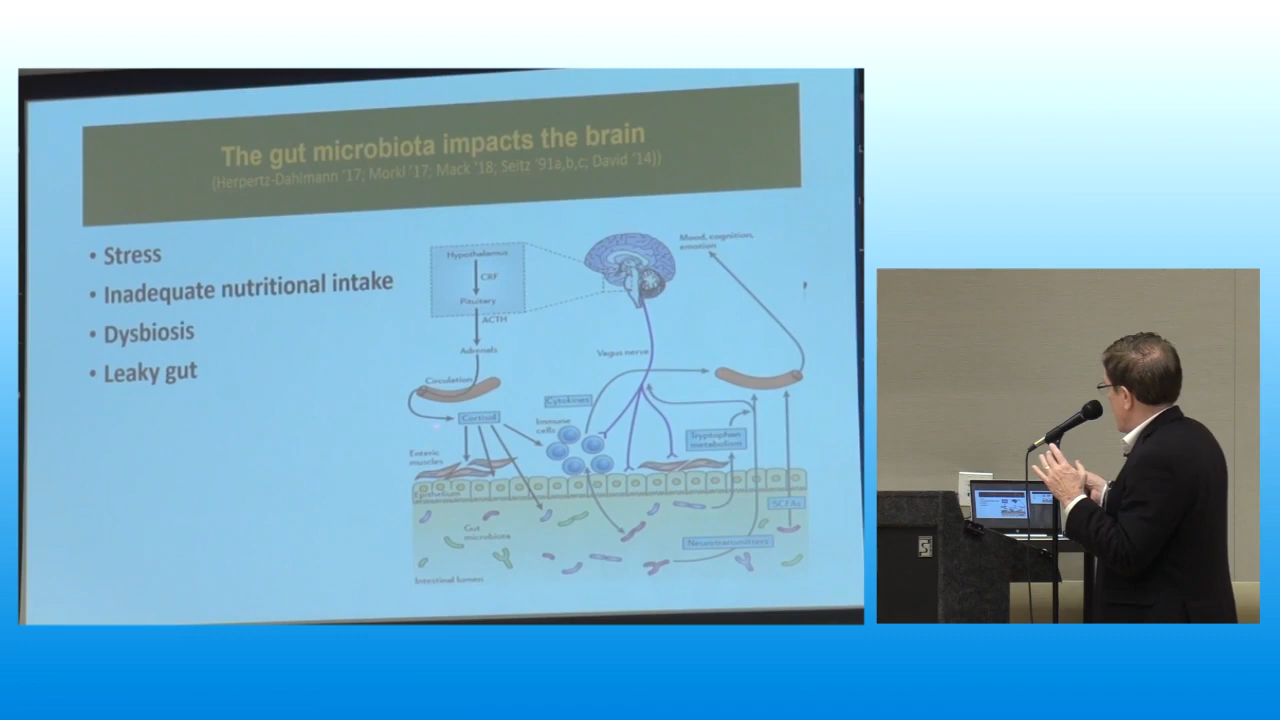 The gut microbiota impacts the brain
(Herpertz-Dahlmann '17, Morkl '17; Mack '18; Seitz '91a,b,c; David '14))
• Stress
• Inadequate nutritional intake
• Dysbiosis
• Leaky gut
Hypothalamus
CRF
Pituitary
ACTH
Adrenals
Circulation
Cortisol
Enteric
muscles
Epithelium
Gut
microbiota
Intestinal lumen
Immune
cells
Cytokines
Vagus nerve
Mood, cognition,
emotion
Tryptophan
metabolism
SCFAs
Neurotransmitters